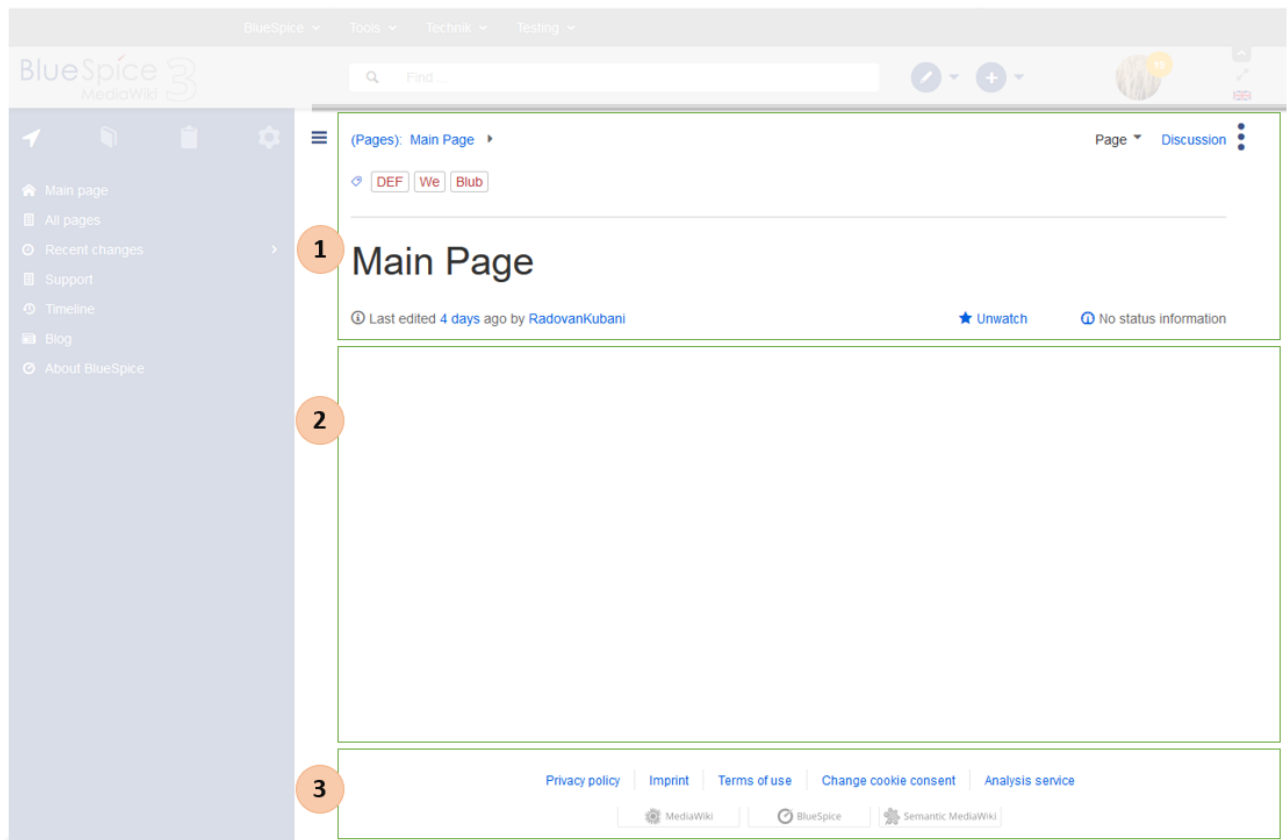 BlueSpice Tools Technik Testing
BlueSpice 3
MediaWiki
Find ...
19
(Pages): Main Page
Page Discussion
DEF We Blub
Main page
All pages
Recent changes
Support
Timeline
Blog
About BlueSpice
1
Main Page
Last edited 4 days ago by RadovanKubani
Unwatch
No status information
2
3
Privacy policy Imprint Terms of use Change cookie consent Analysis service
MediaWiki BlueSpice Semantic MediaWiki